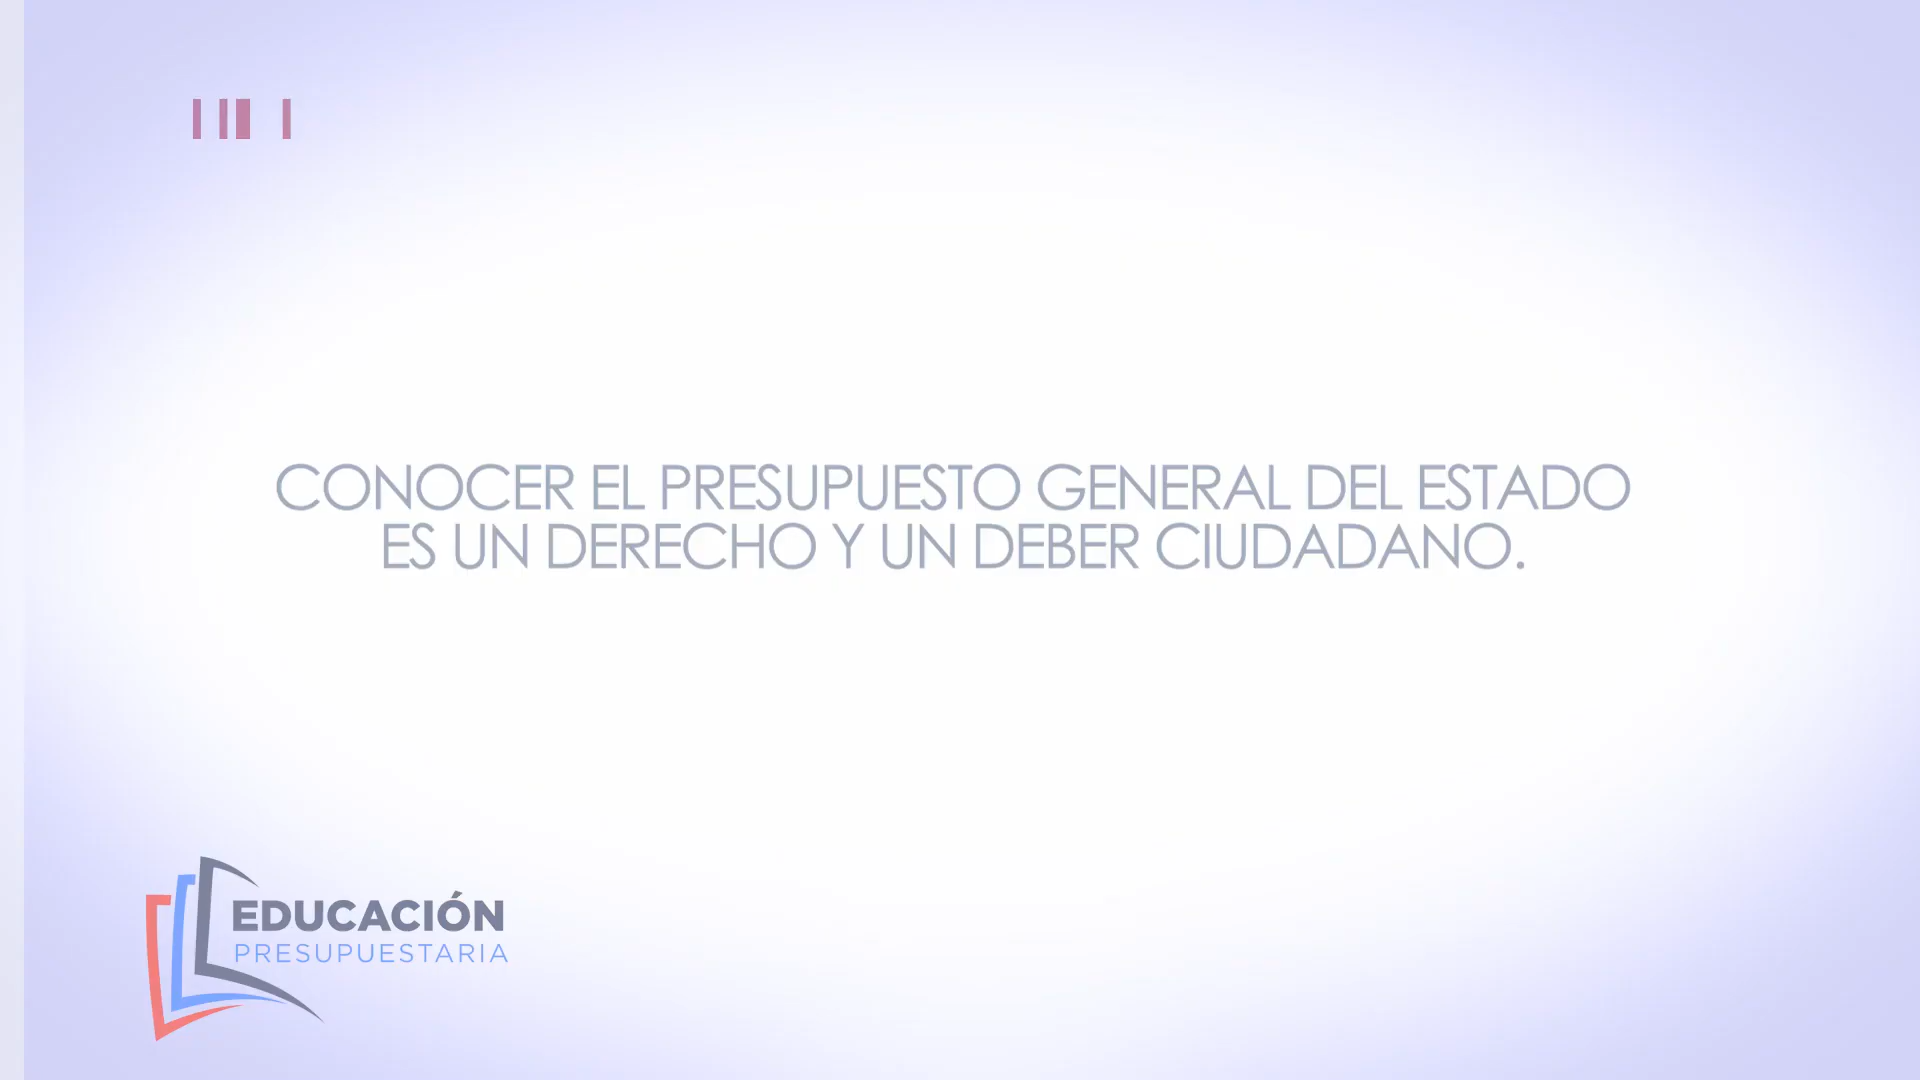 CONOCER EL PRESUPUESTO GENERAL DEL ESTADO
ES UN DERECHO Y UN DEBER CIUDADANO.
EDUCACIÓN
PRESUPUESTARIA